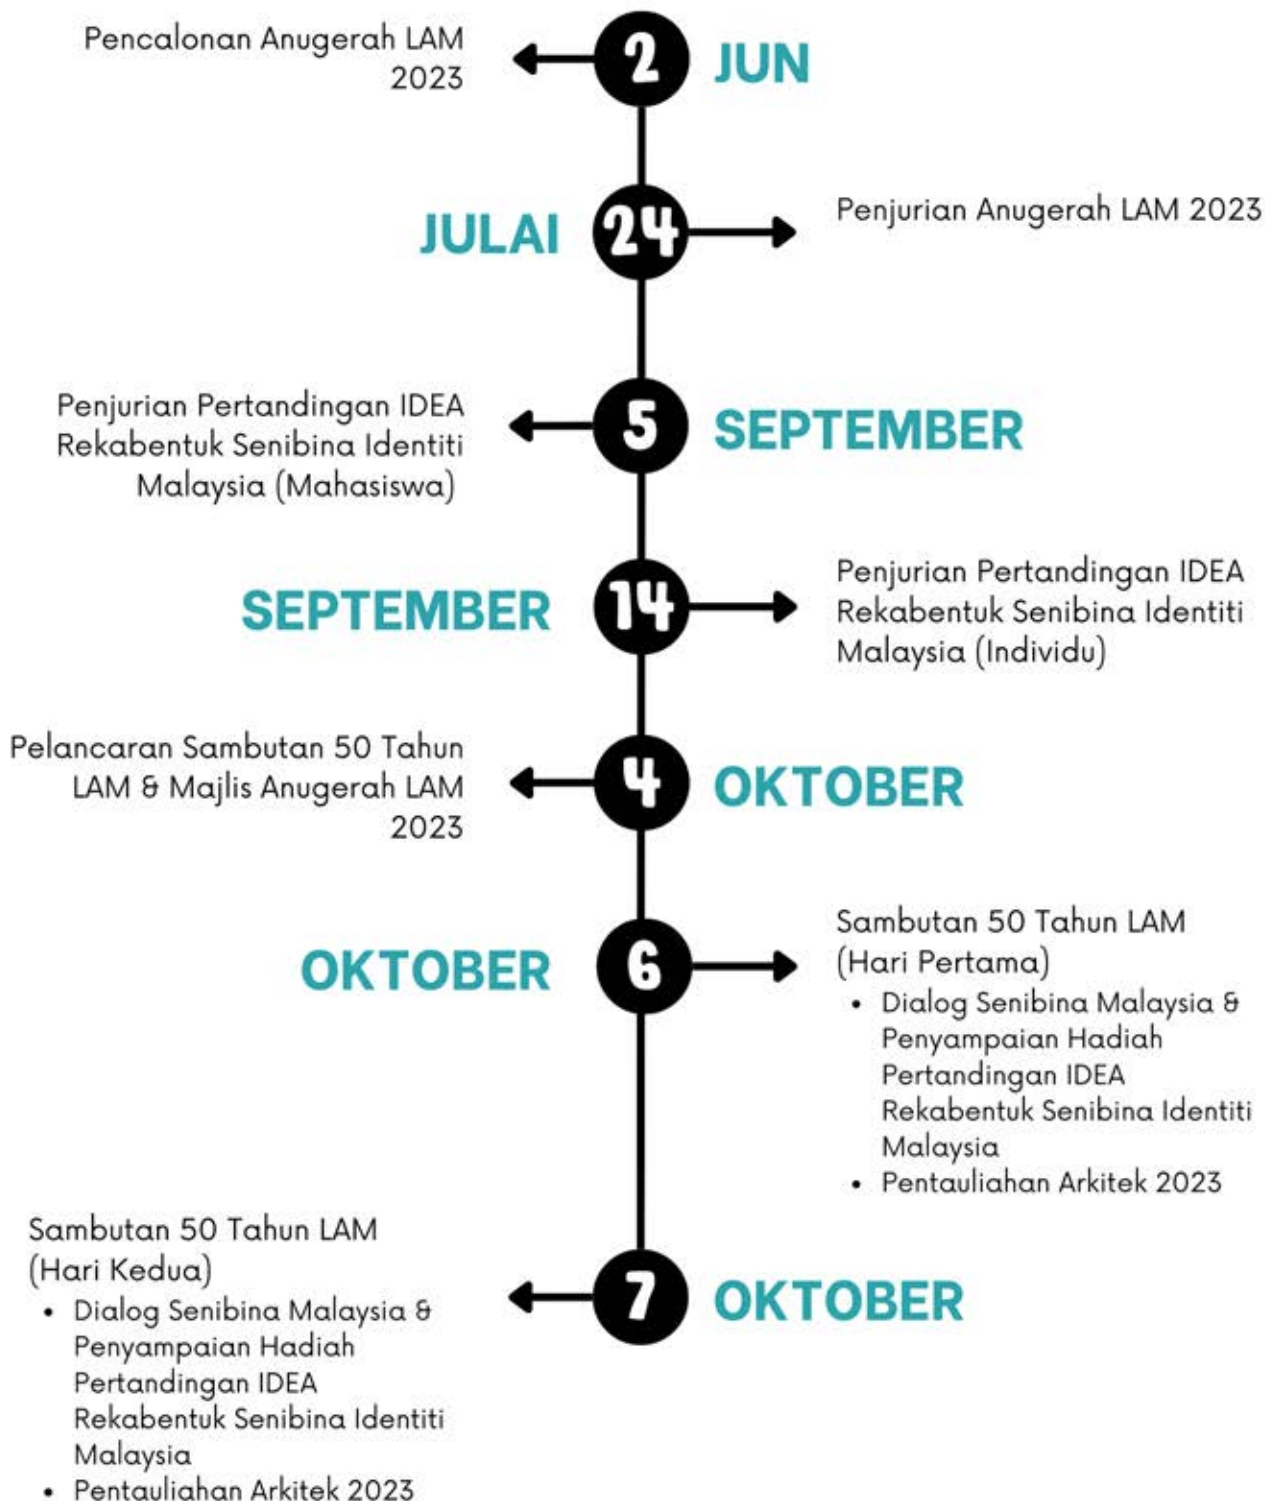 Pencalonan Anugerah LAM
2023
2
JUN
JULAI
24
Penjurian Anugerah LAM 2023
Penjurian Pertandingan IDEA
Rekabentuk Senibina Identiti
Malaysia (Mahasiswa)
5
SEPTEMBER
SEPTEMBER
14
Penjurian Pertandingan IDEA
Rekabentuk Senibina Identiti
Malaysia (Individu)
Pelancaran Sambutan 50 Tahun
LAM & Majlis Anugerah LAM
2023
4
OKTOBER
OKTOBER
6
Sambutan 50 Tahun LAM
(Hari Pertama)
• Dialog Senibina Malaysia &
Penyampaian Hadiah
Pertandingan IDEA
Rekabentuk Senibina Identiti
Malaysia
• Pentauliahan Arkitek 2023
Sambutan 50 Tahun LAM
(Hari Kedua)
• Dialog Senibina Malaysia &
Penyampaian Hadiah
Pertandingan IDEA
Rekabentuk Senibina Identiti
Malaysia
• Pentauliahan Arkitek 2023
7
OKTOBER